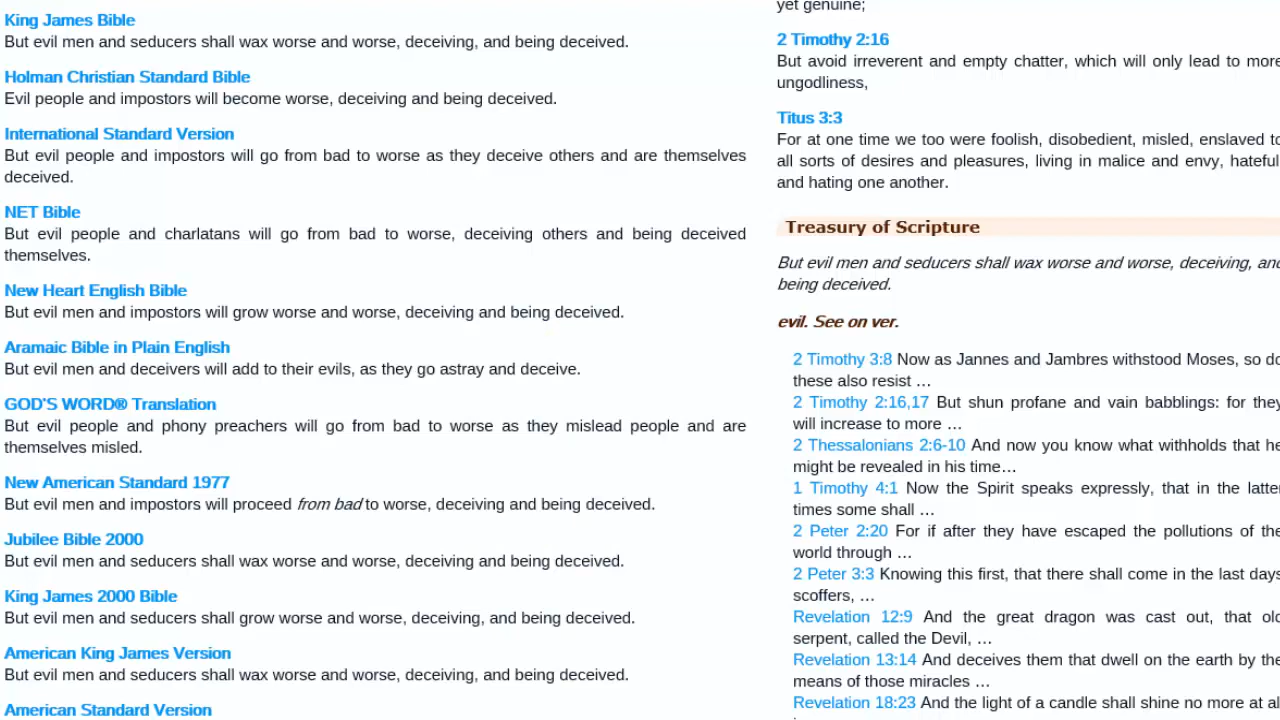 King James Bible
But evil men and seducers shall wax worse and worse, deceiving, and being deceived.
Holman Christian Standard Bible
Evil people and impostors will become worse, deceiving and being deceived.
International Standard Version
But evil people and impostors will go from bad to worse as they deceive others and are themselves
deceived.
NET Bible
But evil people and charlatans will go from bad to worse, deceiving others and being deceived
themselves.
New Heart English Bible
But evil men and impostors will grow worse and worse, deceiving and being deceived.
Aramaic Bible in Plain English
But evil men and deceivers will add to their evils, as they go astray and deceive.
GOD'S WORD® Translation
But evil people and phony preachers will go from bad to worse as they mislead people and are
themselves misled.
New American Standard 1977
But evil men and impostors will proceed from bad to worse, deceiving and being deceived.
Jubilee Bible 2000
But evil men and seducers shall wax worse and worse, deceiving and being deceived.
King James 2000 Bible
But evil men and seducers shall grow worse and worse, deceiving, and being deceived.
American King James Version
But evil men and seducers shall wax worse and worse, deceiving, and being deceived.
American Standard Version
yet genuine;
2 Timothy 2:16
But avoid irreverent and empty chatter, which will only lead to more
ungodliness,
Titus 3:3
For at one time we too were foolish, disobedient, misled, enslaved to
all sorts of desires and pleasures, living in malice and envy, hateful
and hating one another.
Treasury of Scripture
But evil men and seducers shall wax worse and worse, deceiving, and
being deceived.
evil. See on ver.
2 Timothy 3:8 Now as Jannes and Jambres withstood Moses, so do
these also resist …
2 Timothy 2:16,17 But shun profane and vain babblings: for they
will increase to more …
2 Thessalonians 2:6-10 And now you know what withholds that he
might be revealed in his time…
1 Timothy 4:1 Now the Spirit speaks expressly, that in the latter
times some shall …
2 Peter 2:20 For if after they have escaped the pollutions of the
world through …
2 Peter 3:3 Knowing this first, that there shall come in the last days
scoffers, …
Revelation 12:9 And the great dragon was cast out, that old
serpent, called the Devil, …
Revelation 13:14 And deceives them that dwell on the earth by the
means of those miracles …
Revelation 18:23 And the light of a candle shall shine no more at al